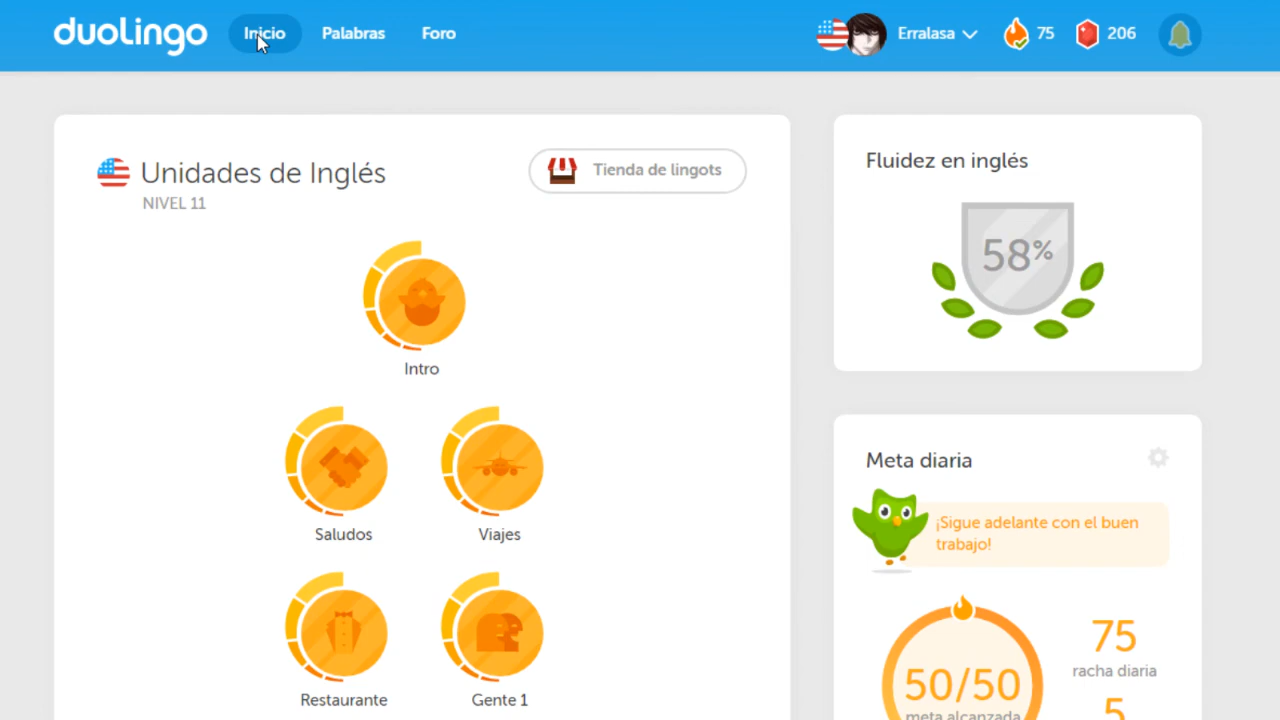 duolingo Inicio Palabras Foro Erralasa 75 206
Unidades de Inglés
NIVEL 11
Tienda de lingots
Intro
Saludos Viajes
Restaurante Gente 1
Fluidez en inglés
58%
Meta diaria
¡Sigue adelante con el buen
trabajo!
50/50
meta alcanzada
75
racha diaria
5